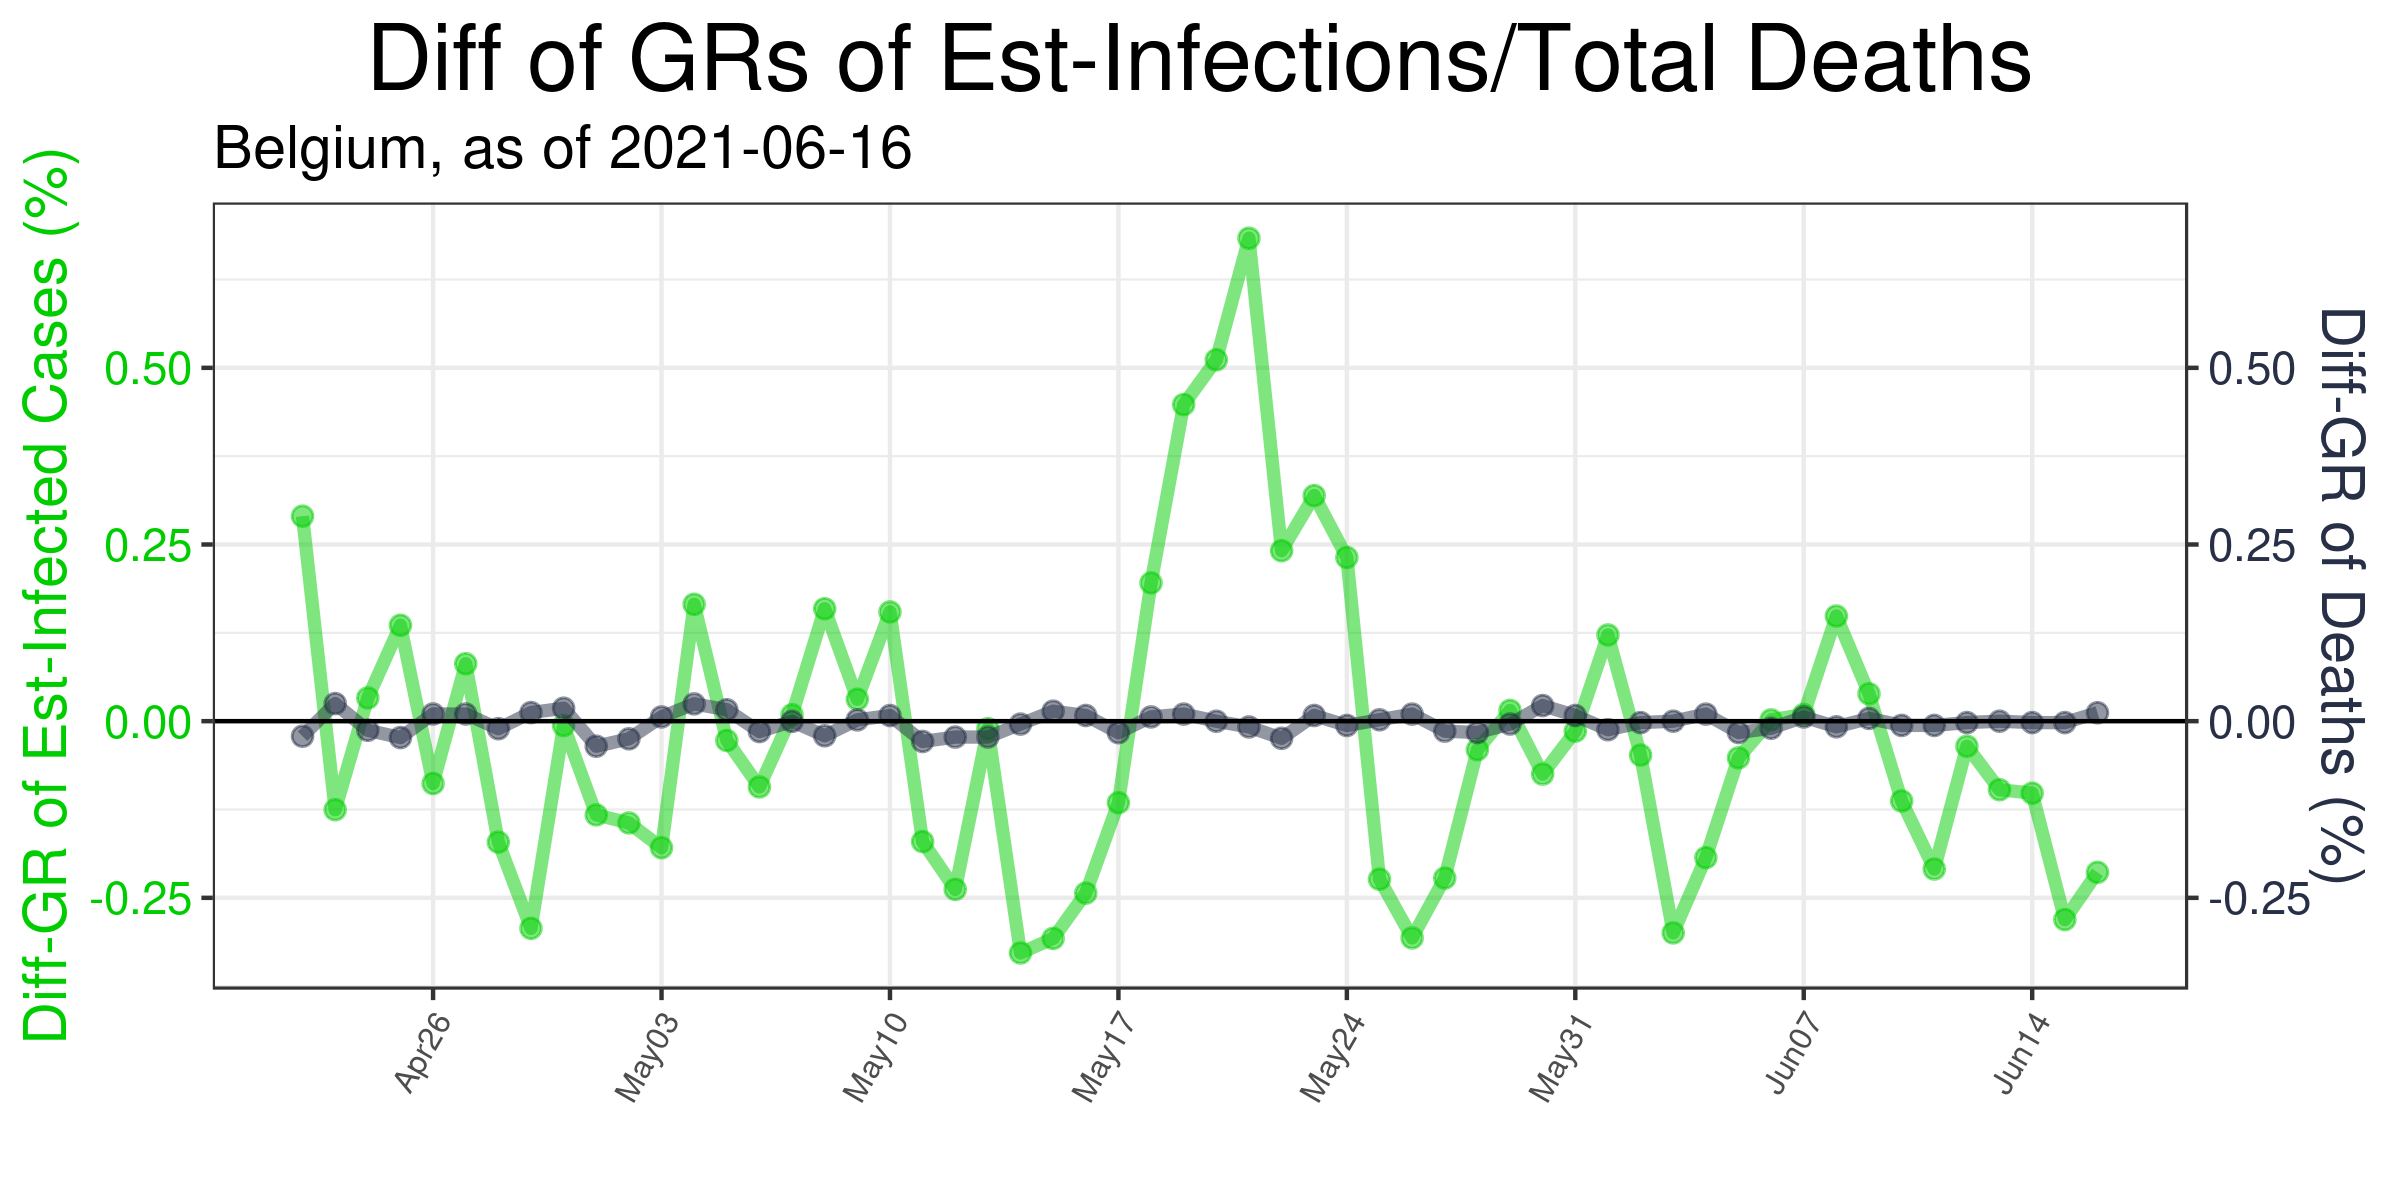 Diff of GRs of Est-Infections/Total Deaths
Belgium, as of 2021-06-16
Diff-GR of Est-Infected Cases (%)
0.50
0.25
0.00
-0.25
0.50
0.25
0.00
-0.25
Diff-GR of Deaths (%)
Apr26
May03
May10
May17
May24
May31
Jun07
Jun14